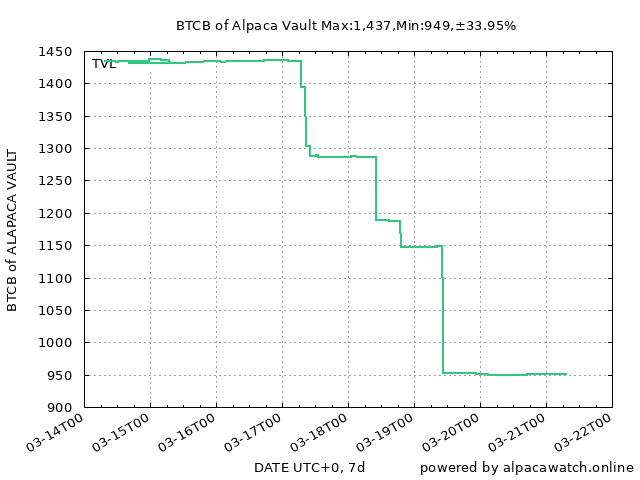 BTCB of Alpaca Vault Max:1,437,Min:949,±33.95%
1450
1400
1350
1300
1250
1200
1150
1100
1050
1000
950
900
BTCB of ALAPACA VAULT
TVL
03-14T00
03-15T00
03-16T00
03-17T00
03-18T00
03-19T00
03-20T00
03-21T00
03-22T00
DATE UTC+0, 7d
powered by alpacawatch.online